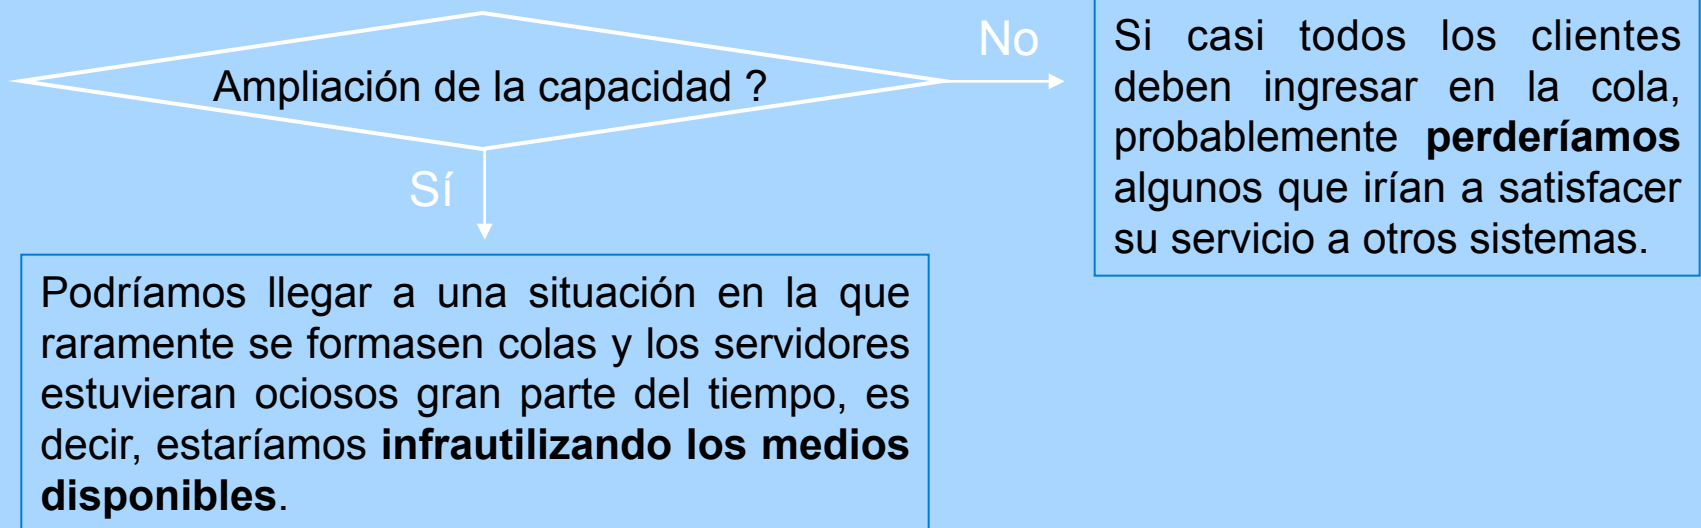 Ampliación de la capacidad ?
No
Si casi todos los clientes
deben ingresar en la cola,
probablemente perderíamos
algunos que irían a satisfacer
su servicio a otros sistemas.
Sí
Podríamos llegar a una situación en la que
raramente se formasen colas y los servidores
estuvieran ociosos gran parte del tiempo, es
decir, estaríamos infrautilizando los medios
disponibles.